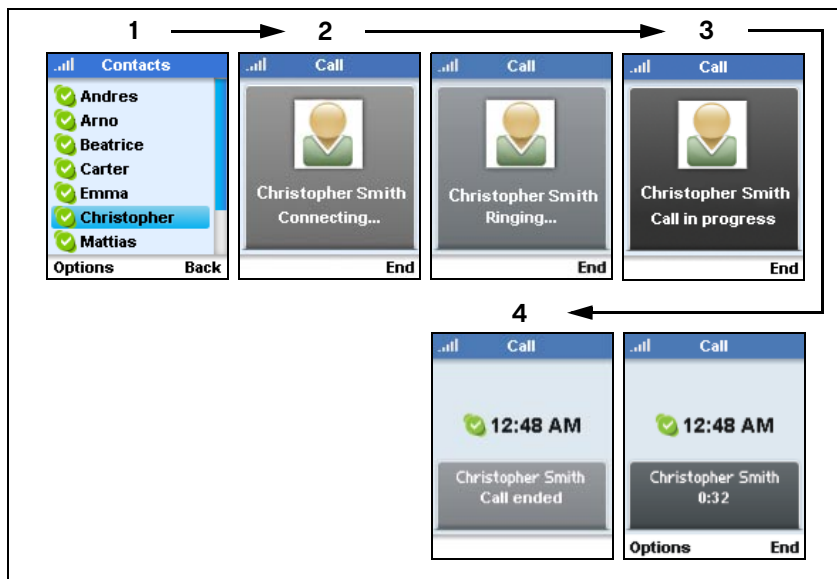 1
2
3
Contacts
Andres
Arno
Beatrice
Carter
Emma
Christopher
Mattias
Options Back
Call
Christopher Smith
Connecting...
End
Call
Christopher Smith
Ringing...
End
Call
Christopher Smith
Call in progress
End
4
Call
12:48 AM
Christopher Smith
Call ended
Call
12:48 AM
Christopher Smith
0:32
Options End